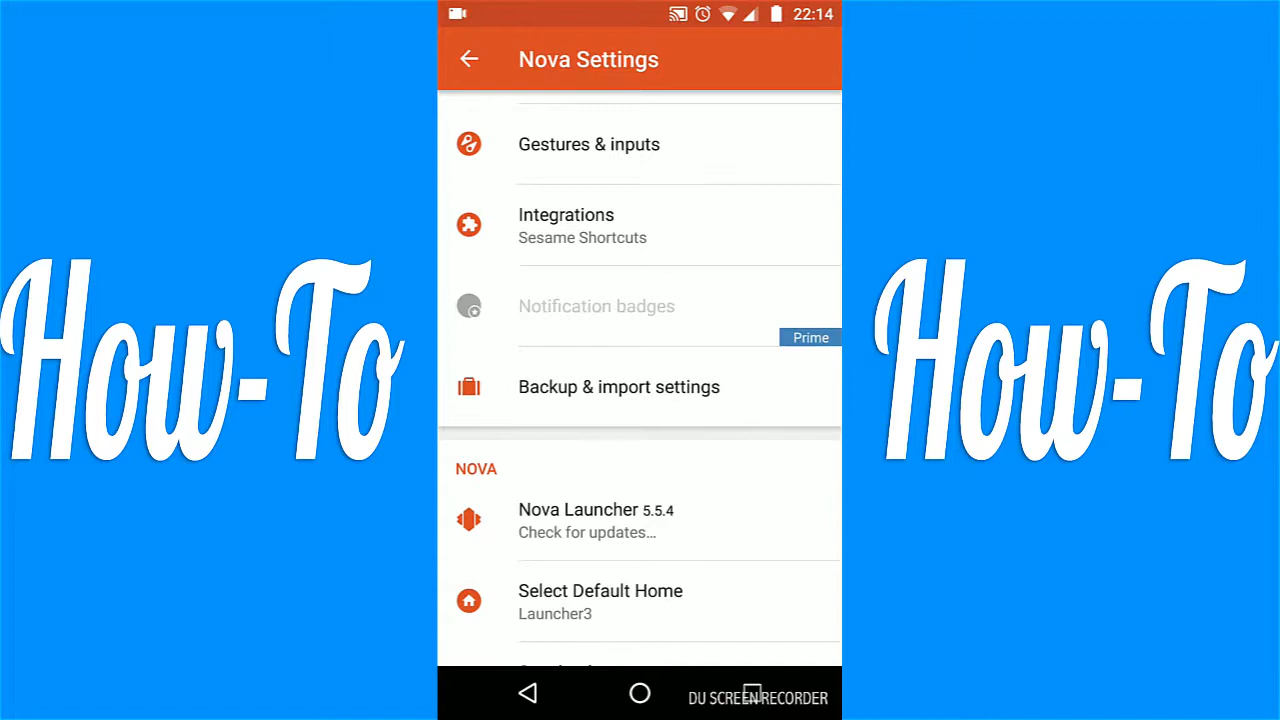 22:14
Nova Settings
Gestures & inputs
Integrations
Sesame Shortcuts
Notification badges
Prime
Backup & import settings
NOVA
Nova Launcher 5.5.4
Check for updates...
Select Default Home
Launcher3
DU SCREEN RECORDER
How-To
How-To